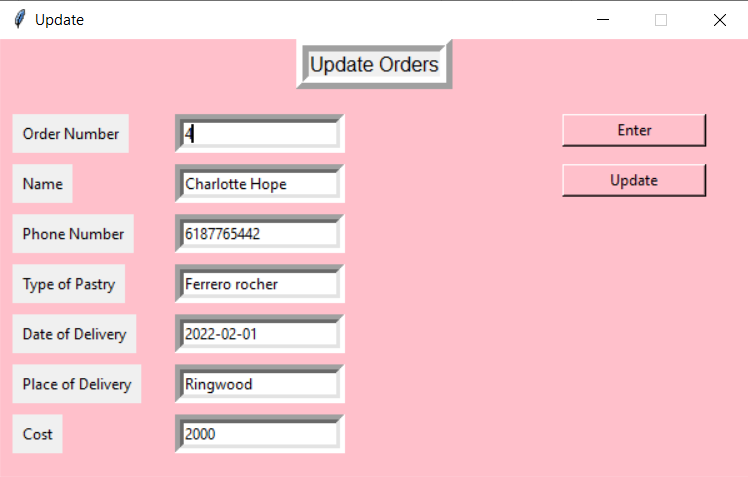 Update
Update Orders
Order Number 4 Enter
Name Charlotte Hope Update
Phone Number 6187765442
Type of Pastry Ferrero rocher
Date of Delivery 2022-02-01
Place of Delivery Ringwood
Cost 2000